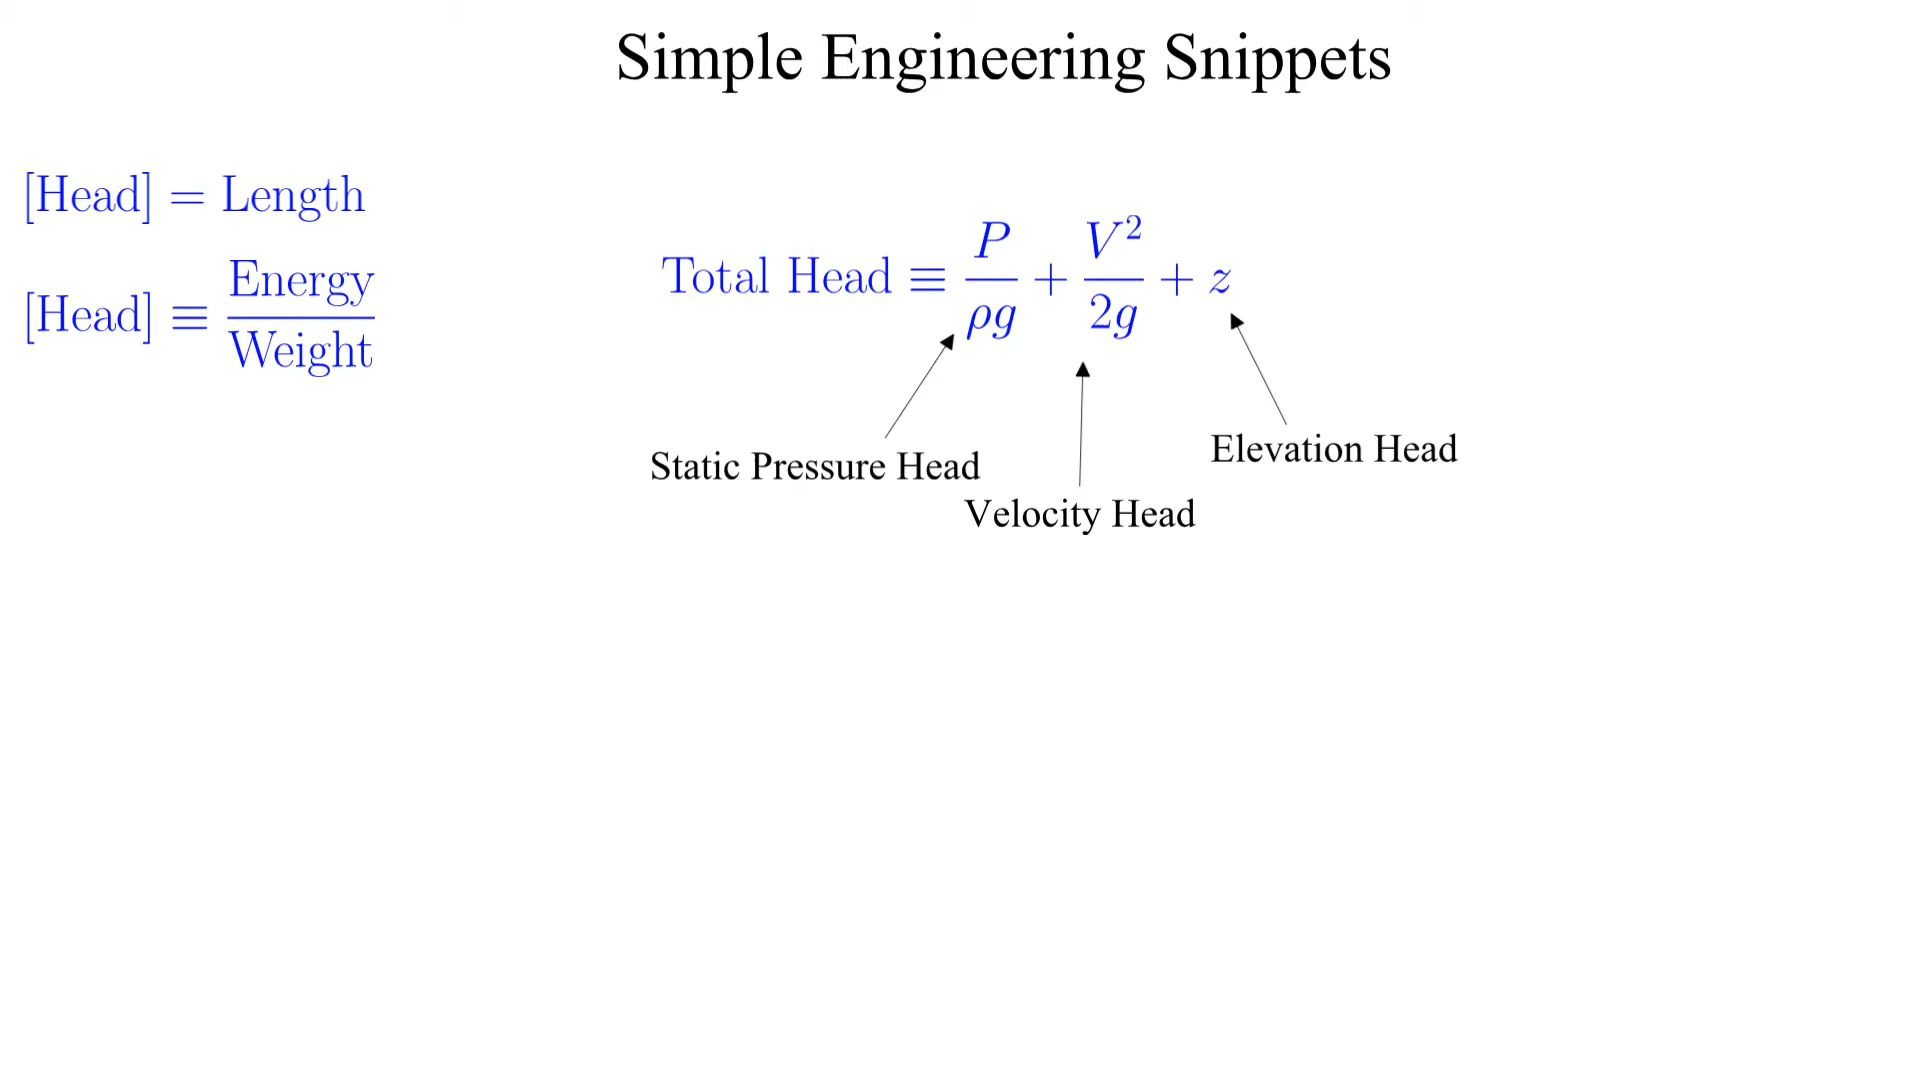 Simple Engineering Snippets
[Head] = Length
[Head] ≡ Energy / Weight
Total Head ≡ P/ρg + V²/2g + z
Static Pressure Head
Velocity Head
Elevation Head